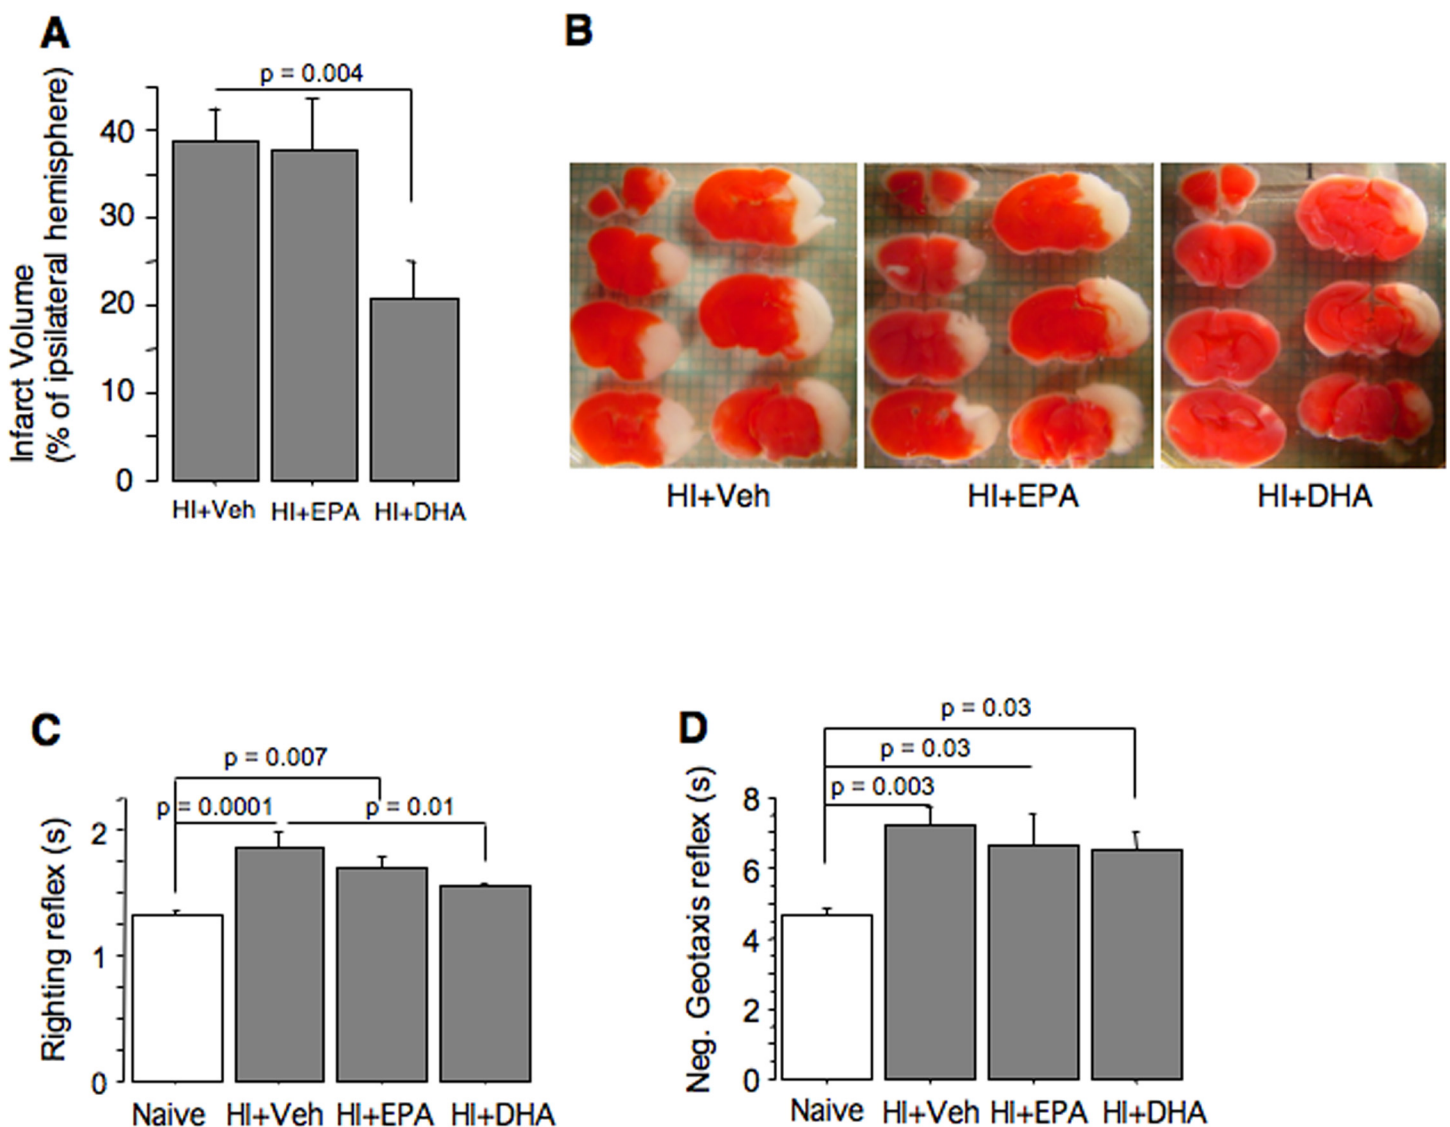 A
p = 0.004
Infarct Volume
(% of ipsilateral hemisphere)
40
30
20
10
0
HI+Veh HI+EPA HI+DHA
B
HI+Veh HI+EPA HI+DHA
C
p = 0.007
p = 0.0001 p = 0.01
Righting reflex (s)
2
1
0
Naive HI+Veh HI+EPA HI+DHA
D
p = 0.03
p = 0.03
p = 0.003
Neg. Geotaxis reflex (s)
8
6
4
2
0
Naive HI+Veh HI+EPA HI+DHA